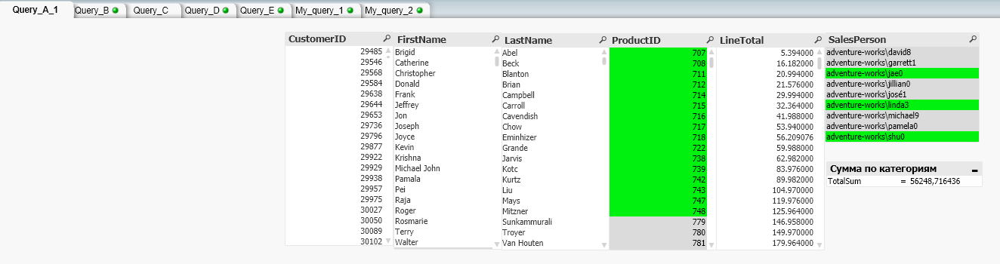 Query_A_1 Query_B Query_C Query_D Query_E My_query_1 My_query_2
CustomerID FirstName LastName ProductID LineTotal SalesPerson
29485 Brigid Abel 707 5.394000 adventure-works\david8
29546 Catherine Beck 708 16.182000 adventure-works\garrett1
29568 Christopher Blanton 711 20.994000 adventure-works\jae0
29584 Donald Brian 712 21.576000 adventure-works\jillian0
29638 Frank Campbell 714 29.994000 adventure-works\josé1
29644 Jeffrey Carroll 715 32.364000 adventure-works\linda3
29653 Jon Cavendish 716 41.988000 adventure-works\michael9
29736 Joseph Chow 717 53.940000 adventure-works\pamela0
29796 Joyce Eminhizer 718 56.209076 adventure-works\shu0
29877 Kevin Grande 722 59.988000
29922 Krishna Jarvis 738 62.982000
29929 Michael John Kotc 739 83.976000 Сумма по категориям
29938 Pamala Kurtz 742 89.982000 TotalSum = 56248,716436
29957 Pei Liu 743 104.970000
29975 Raja Mays 747 119.976000
30027 Roger Mitzner 748 125.964000
30050 Rosmarie Sunkammurali 779 146.958000
30089 Terry Troyer 780 149.970000
30102 Walter Van Houten 781 179.964000